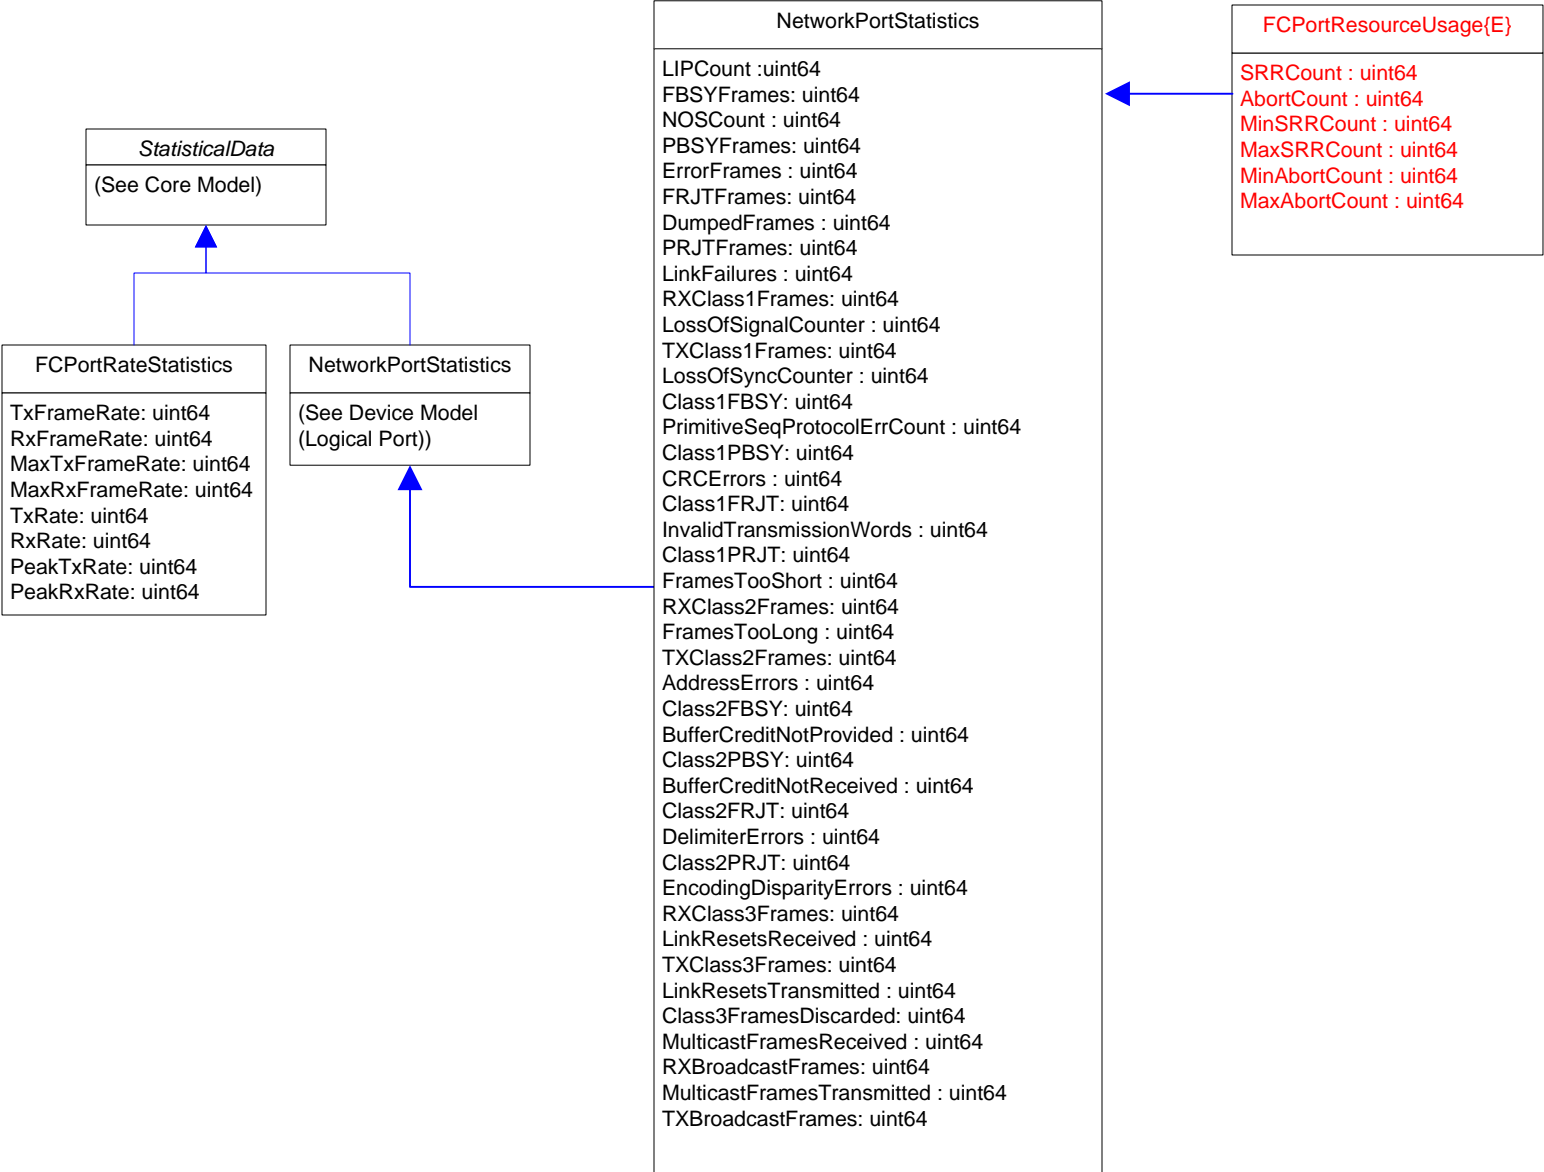 StatisticalData
(See Core Model)
FCPortRateStatistics
TxFrameRate: uint64
RxFrameRate: uint64
MaxTxFrameRate: uint64
MaxRxFrameRate: uint64
TxRate: uint64
RxRate: uint64
PeakTxRate: uint64
PeakRxRate: uint64
NetworkPortStatistics
(See Device Model
(Logical Port))
NetworkPortStatistics
LIPCount :uint64
FBSYFrames: uint64
NOSCount : uint64
PBSYFrames: uint64
ErrorFrames : uint64
FRJTFrames: uint64
DumpedFrames : uint64
PRJTFrames: uint64
LinkFailures : uint64
RXClass1Frames: uint64
LossOfSignalCounter : uint64
TXClass1Frames: uint64
LossOfSyncCounter : uint64
Class1FBSY: uint64
PrimitiveSeqProtocolErrCount : uint64
Class1PBSY: uint64
CRCErrors : uint64
Class1FRJT: uint64
InvalidTransmissionWords : uint64
Class1PRJT: uint64
FramesTooShort : uint64
RXClass2Frames: uint64
FramesTooLong : uint64
TXClass2Frames: uint64
AddressErrors : uint64
Class2FBSY: uint64
BufferCreditNotProvided : uint64
Class2PBSY: uint64
BufferCreditNotReceived : uint64
Class2FRJT: uint64
DelimiterErrors : uint64
Class2PRJT: uint64
EncodingDisparityErrors : uint64
RXClass3Frames: uint64
LinkResetsReceived : uint64
TXClass3Frames: uint64
LinkResetsTransmitted : uint64
Class3FramesDiscarded: uint64
MulticastFramesReceived : uint64
RXBroadcastFrames: uint64
MulticastFramesTransmitted : uint64
TXBroadcastFrames: uint64
FCPortResourceUsage{E}
SRRCount : uint64
AbortCount : uint64
MinSRRCount : uint64
MaxSRRCount : uint64
MinAbortCount : uint64
MaxAbortCount : uint64